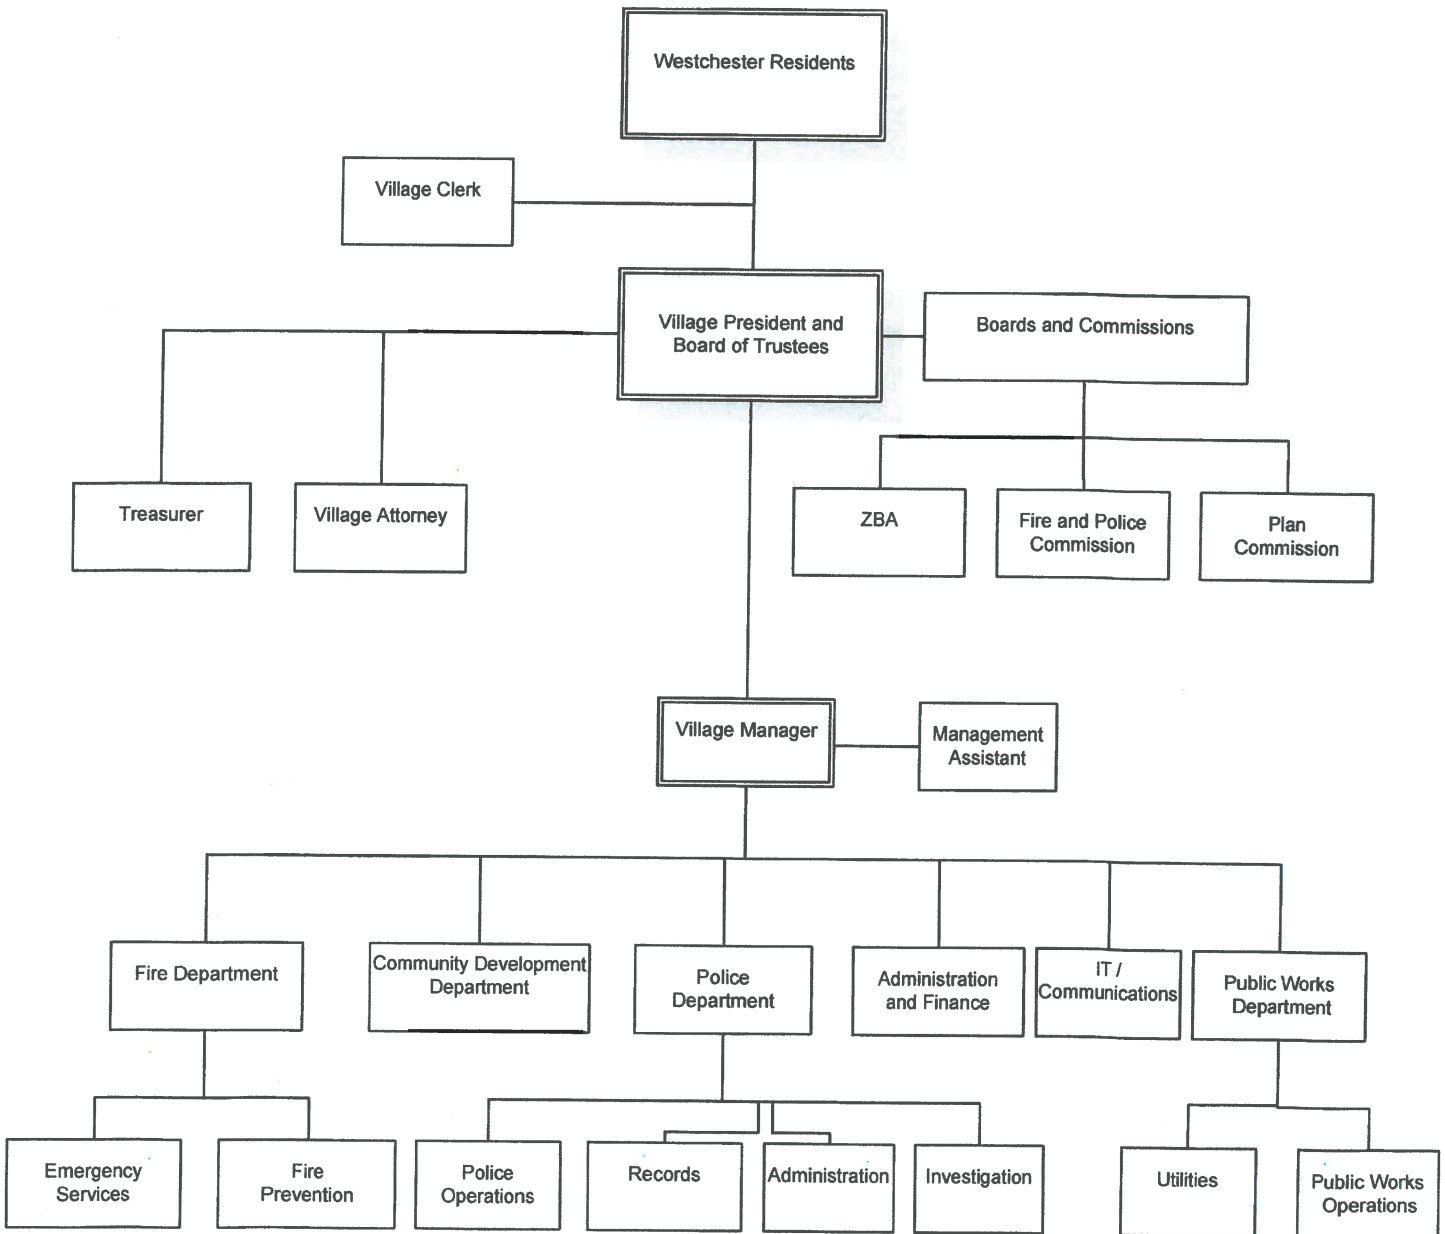 Westchester Residents
Village Clerk
Village President and
Board of Trustees
Boards and Commissions
Treasurer
Village Attorney
ZBA
Fire and Police
Commission
Plan
Commission
Village Manager
Management
Assistant
Fire Department
Community Development
Department
Police
Department
Administration
and Finance
IT /
Communications
Public Works
Department
Emergency
Services
Fire
Prevention
Police
Operations
Records
Administration
Investigation
Utilities
Public Works
Operations